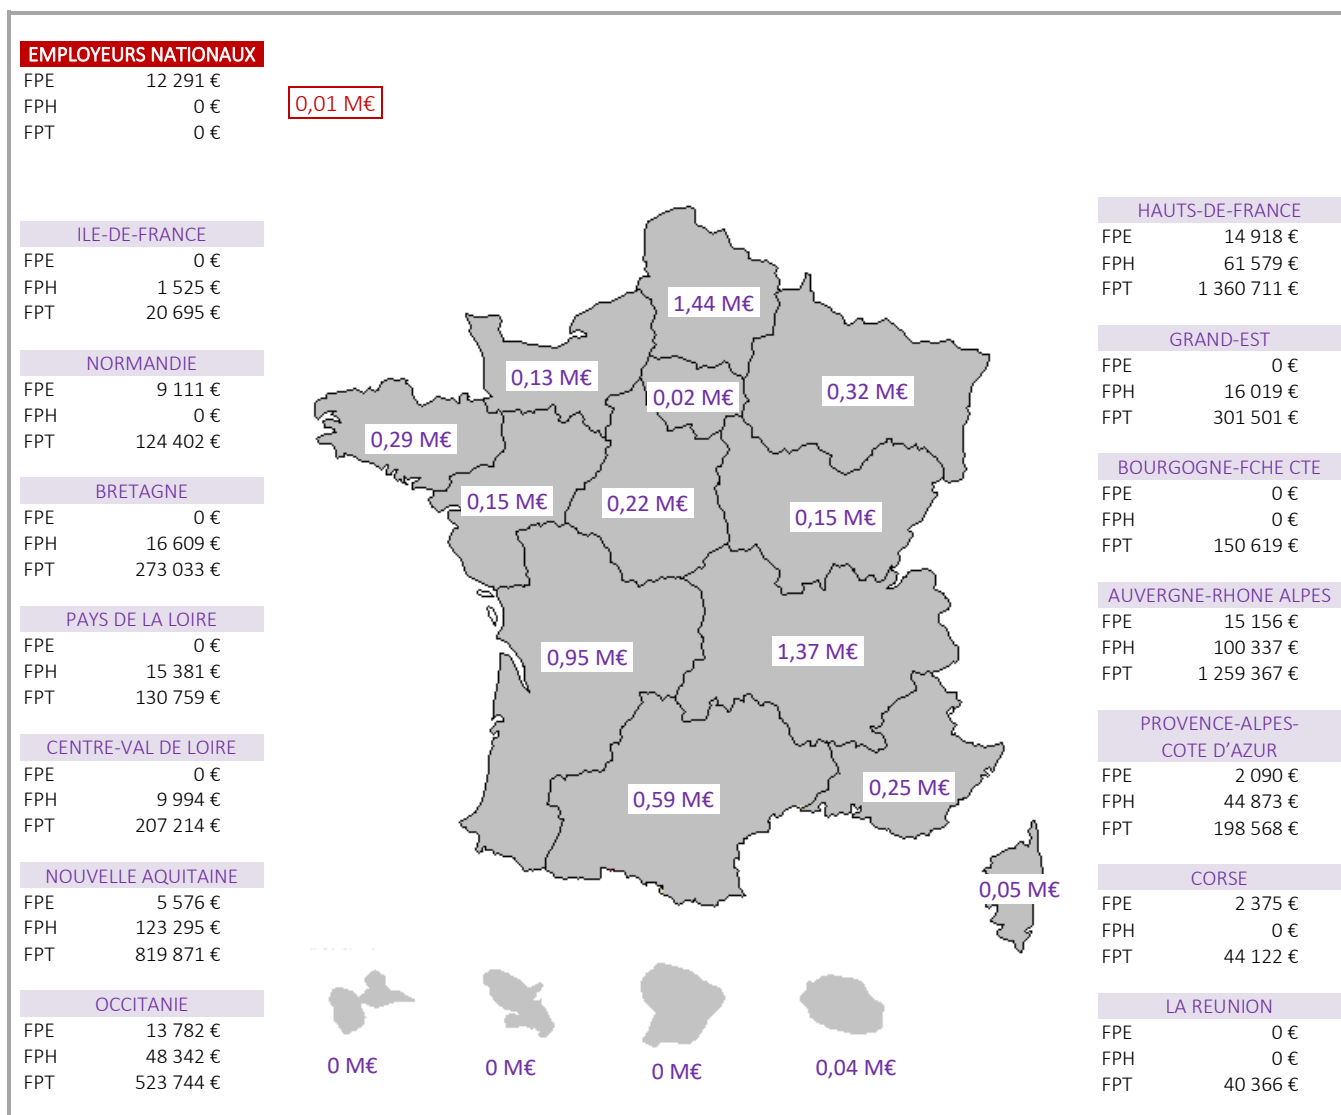 EMPLOYEURS NATIONAUX
FPE 12 291 €
FPH 0 €
FPT 0 €
0,01 M€
ILE-DE-FRANCE
FPE 0 €
FPH 1 525 €
FPT 20 695 €
NORMANDIE
FPE 9 111 €
FPH 0 €
FPT 124 402 €
BRETAGNE
FPE 0 €
FPH 16 609 €
FPT 273 033 €
PAYS DE LA LOIRE
FPE 0 €
FPH 15 381 €
FPT 130 759 €
CENTRE-VAL DE LOIRE
FPE 0 €
FPH 9 994 €
FPT 207 214 €
NOUVELLE AQUITAINE
FPE 5 576 €
FPH 123 295 €
FPT 819 871 €
OCCITANIE
FPE 13 782 €
FPH 48 342 €
FPT 523 744 €
1,44 M€
0,13 M€
0,02 M€
0,32 M€
0,29 M€
0,15 M€
0,22 M€
0,15 M€
0,95 M€
1,37 M€
0,59 M€
0,25 M€
0,05 M€
0 M€
0 M€
0 M€
0,04 M€
HAUTS-DE-FRANCE
FPE 14 918 €
FPH 61 579 €
FPT 1 360 711 €
GRAND-EST
FPE 0 €
FPH 16 019 €
FPT 301 501 €
BOURGOGNE-FCHE CTE
FPE 0 €
FPH 0 €
FPT 150 619 €
AUVERGNE-RHONE ALPES
FPE 15 156 €
FPH 100 337 €
FPT 1 259 367 €
PROVENCE-ALPES-
COTE D’AZUR
FPE 2 090 €
FPH 44 873 €
FPT 198 568 €
CORSE
FPE 2 375 €
FPH 0 €
FPT 44 122 €
LA REUNION
FPE 0 €
FPH 0 €
FPT 40 366 €